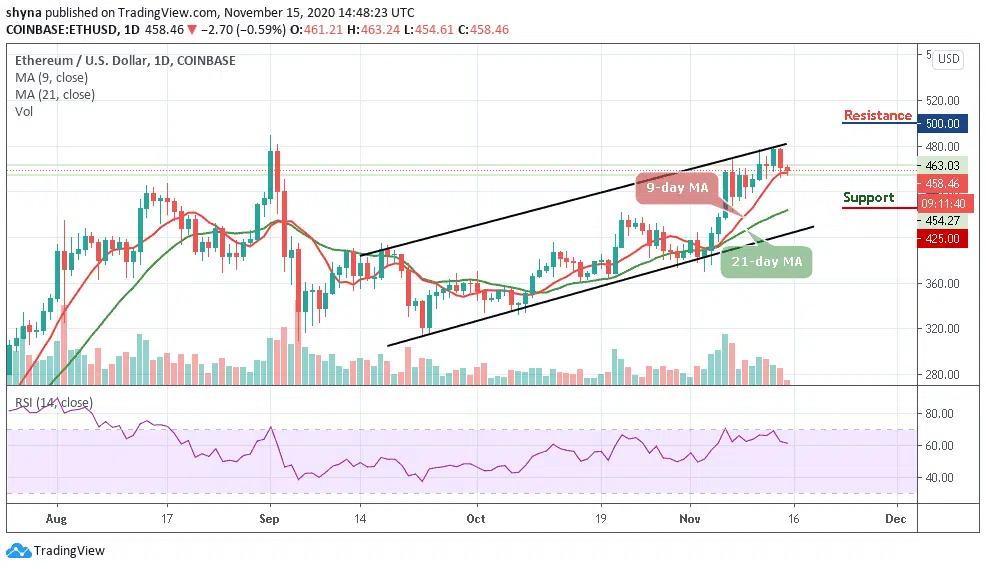 shyna published on TradingView.com, November 15, 2020 14:48:23 UTC
COINBASE:ETHUSD, 1D 458.46 ▼ −2.70 (−0.59%) O:461.21 H:463.24 L:454.61 C:458.46
Ethereum / U.S. Dollar, 1D, COINBASE
MA (9, close)
MA (21, close)
Vol
5
USD
520.00
Resistance
500.00
480.00
463.03
9-day MA
458.46
Support
09:11:40
454.27
425.00
21-day MA
360.00
320.00
280.00
RSI (14, close)
80.00
60.00
40.00
Aug 17 Sep 14 Oct 19 Nov 16 Dec
TradingView